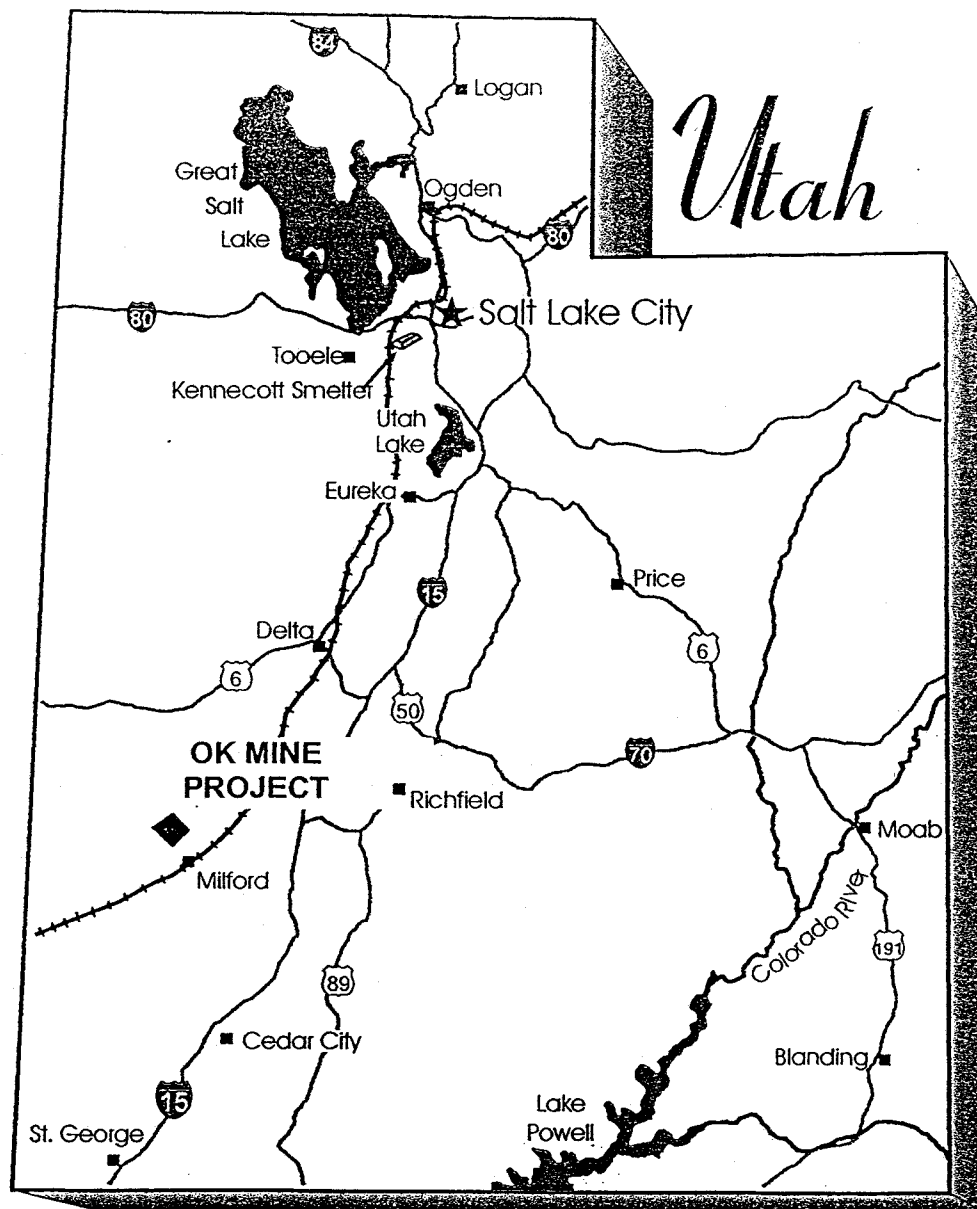 84
Logan
Utah
Great
Salt
Lake
Ogden
80
80
Salt Lake City
Tooele
Kennecott Smelter
Utah
Lake
Eureka
15
Price
Delta
6
6
50
OK MINE
PROJECT
70
Richfield
Moab
Milford
Colorado River
191
89
Cedar City
Blanding
15
Lake
Powell
St. George